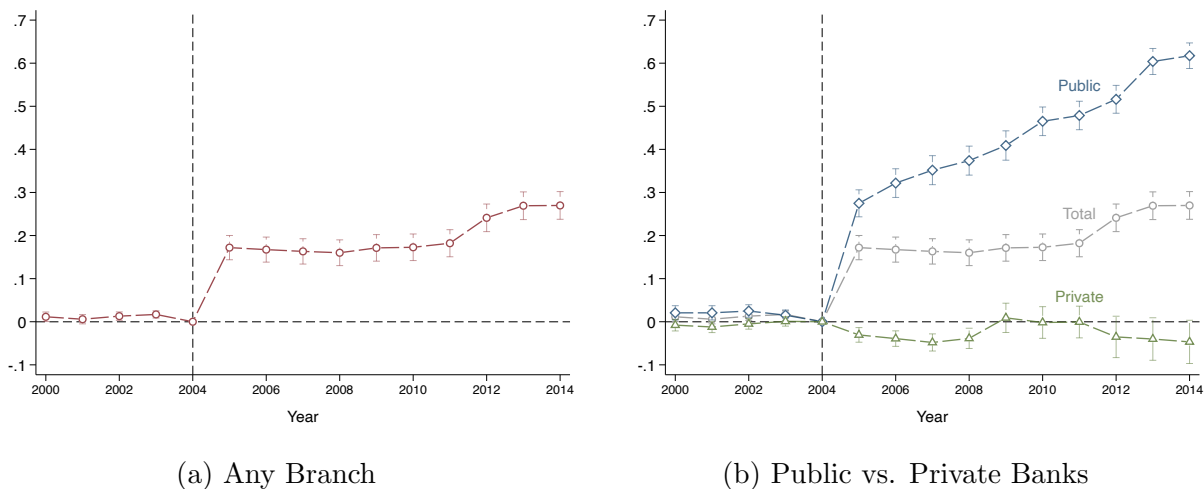 .7
.6
.5
.4
.3
.2
.1
0
-.1
2000 2002 2004 2006 2008 2010 2012 2014
Year
(a) Any Branch
.7
.6
.5
.4
.3
.2
.1
0
-.1
Public
Total
Private
2000 2002 2004 2006 2008 2010 2012 2014
Year
(b) Public vs. Private Banks